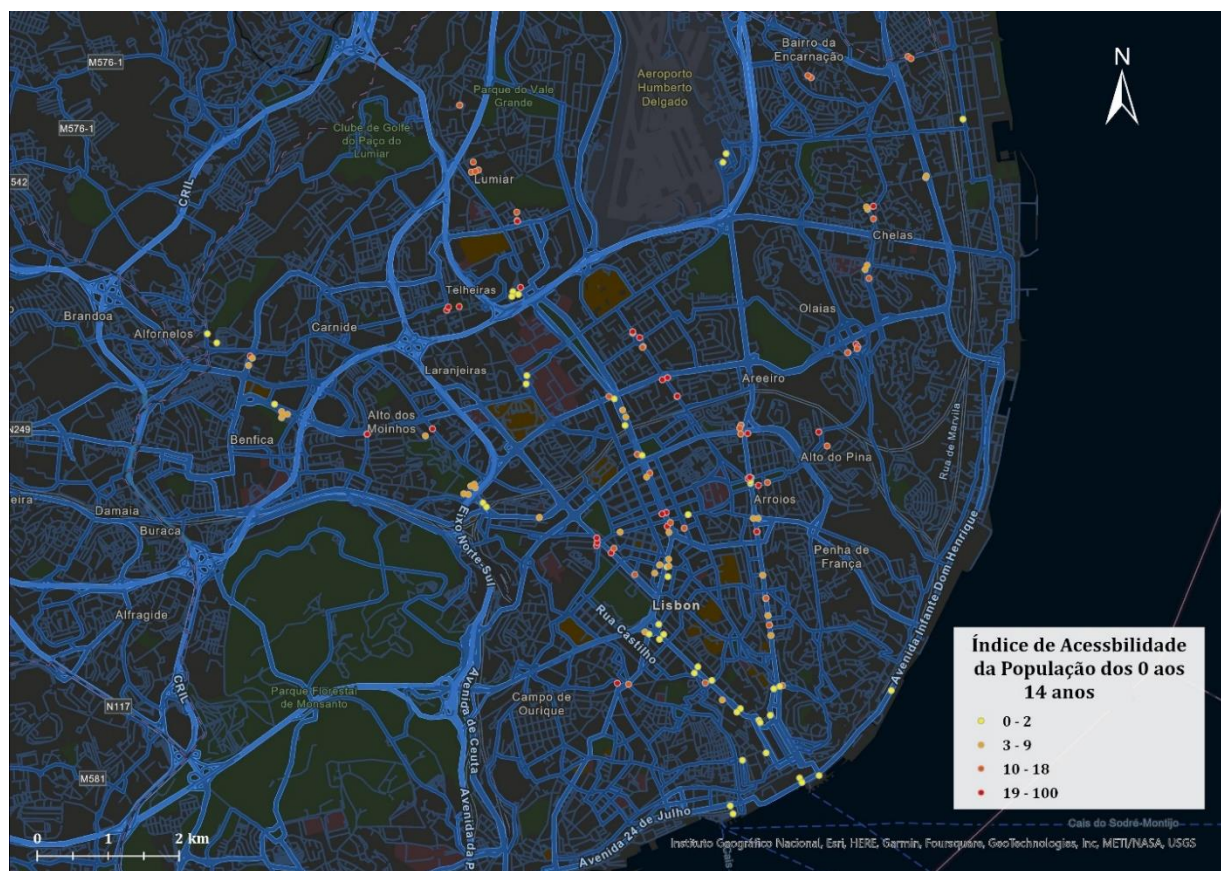 M576-1
M576-1
542
CRIL
Clube de Golfe
do Paço do
Lumiar
Parque do Vale
Grande
Lumiar
Aeroporto
Humberto
Delgado
Bairro da
Encarnação
N
Chelas
Telheiras
Olaias
Brandoa
Alfornelos
Carnide
Laranjeiras
Areeiro
N249
Alto dos
Moinhos
Benfica
Alto do Pina
Rua de Marvila
eira
Damaia
Buraca
Arroios
Eixo Norte-Sul
Penha de
França
Avenida Infante Dom Henrique
Alfragide
Lisbon
Rua Castilho
CRIL
N117
Parque Florestal
de Monsanto
Avenida de Ceuta
Campo de
Ourique
M581
Avenida da P
Avenida 24 de Julho
Índice de Acessbilidade
da População dos 0 aos
14 anos
0 - 2
3 - 9
10 - 18
19 - 100
Cais do Sodré-Montijo
Cais
0 1 2 km
Instituto Geográfico Nacional, Esri, HERE, Garmin, Foursquare, GeoTechnologies, Inc, METI/NASA, USGS